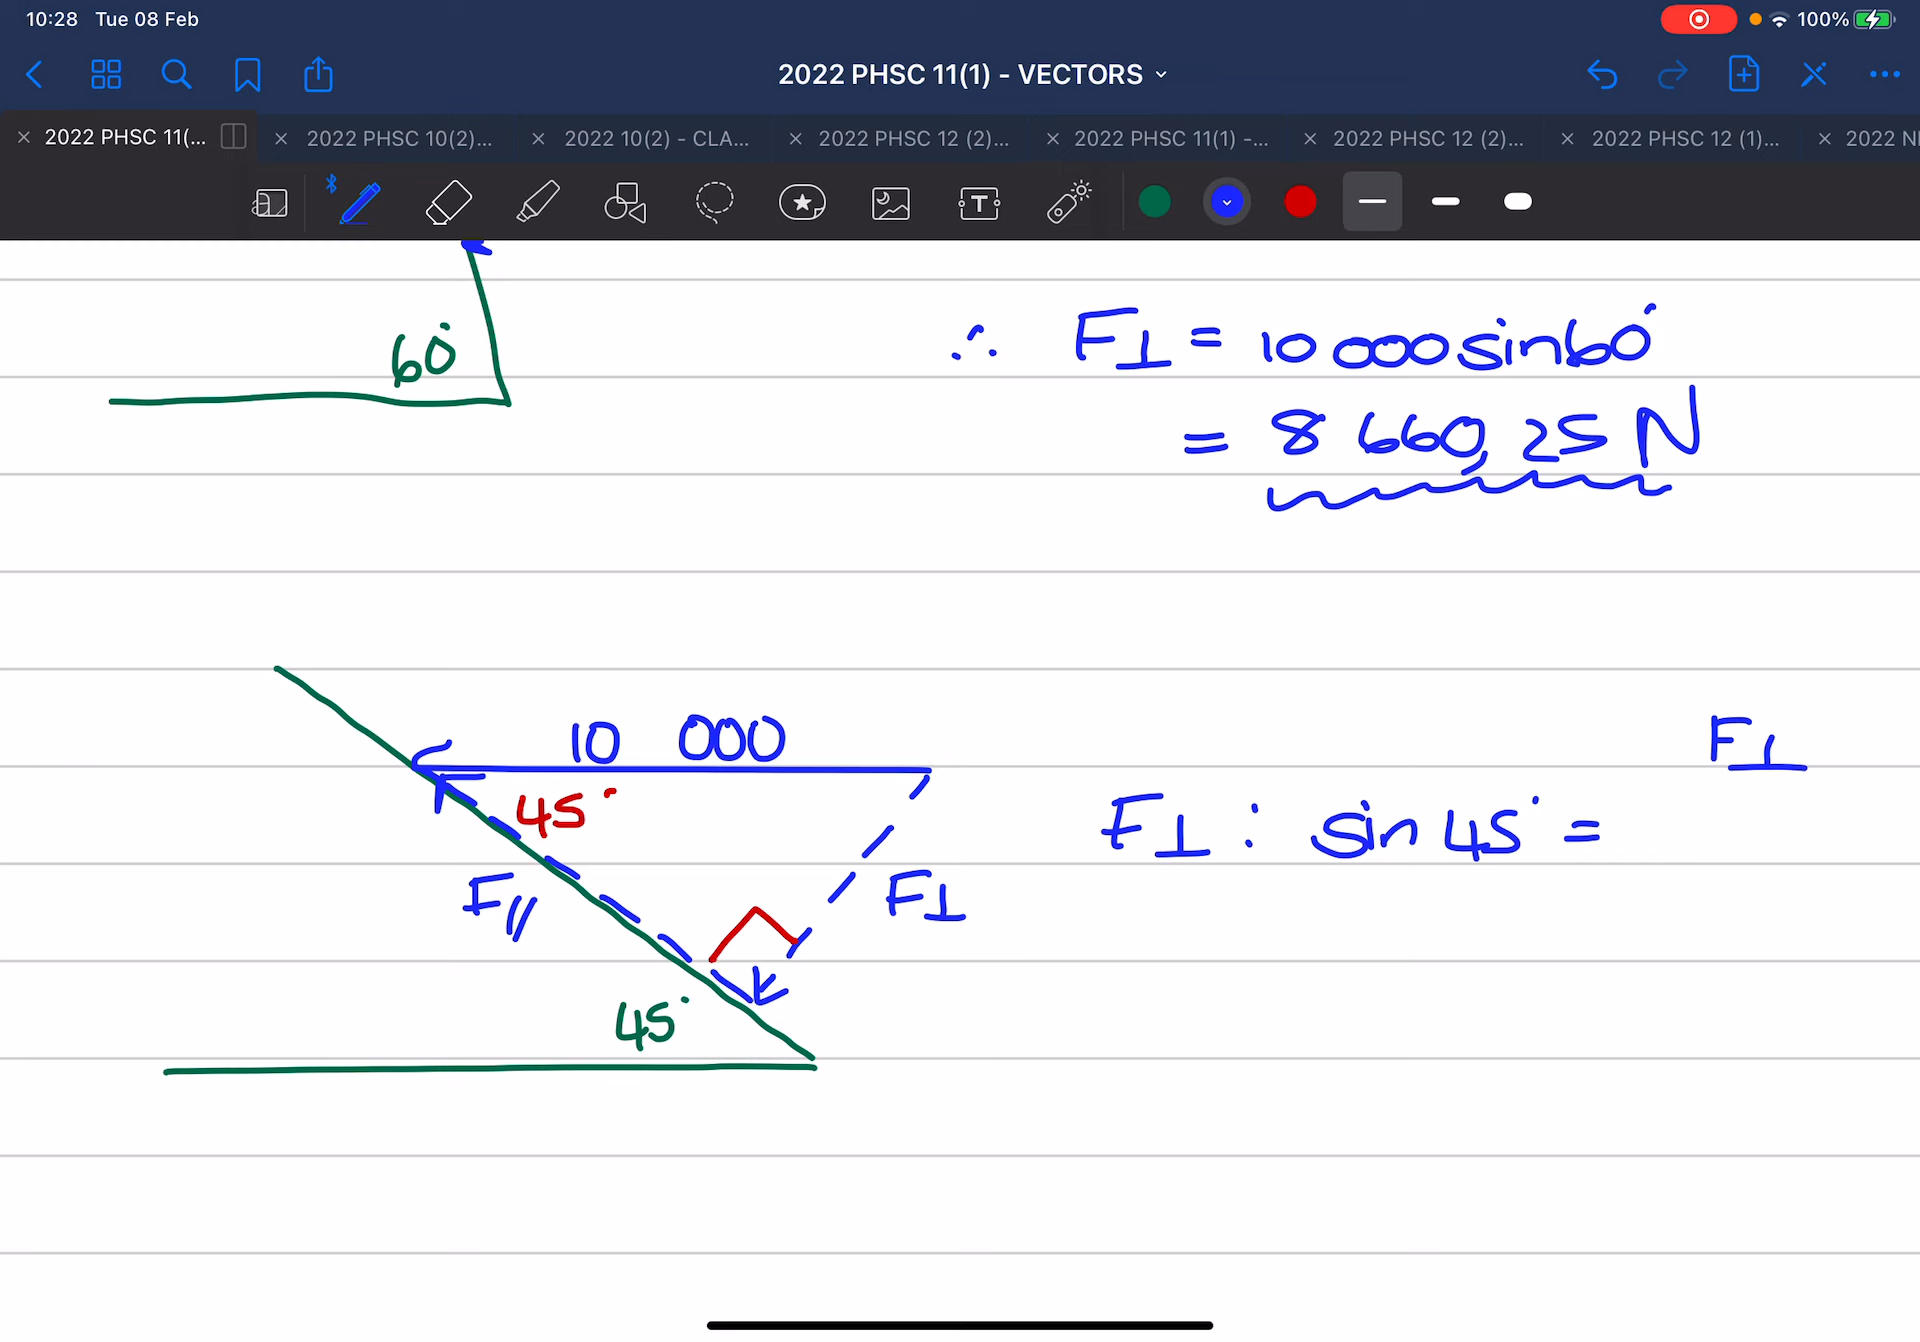 10:28 Tue 08 Feb 100%
2022 PHSC 11(1) - VECTORS
2022 PHSC 11(... 2022 PHSC 10(2)... 2022 10(2) - CLA... 2022 PHSC 12 (2)... 2022 PHSC 11(1) -... 2022 PHSC 12 (2)... 2022 PHSC 12 (1)... 2022 N
T
60°
∴ F⊥ = 10 000 sin60°
= 8 660,25 N
10 000
F⊥
45°
F⊥ : sin 45° =
F//
F⊥
45°